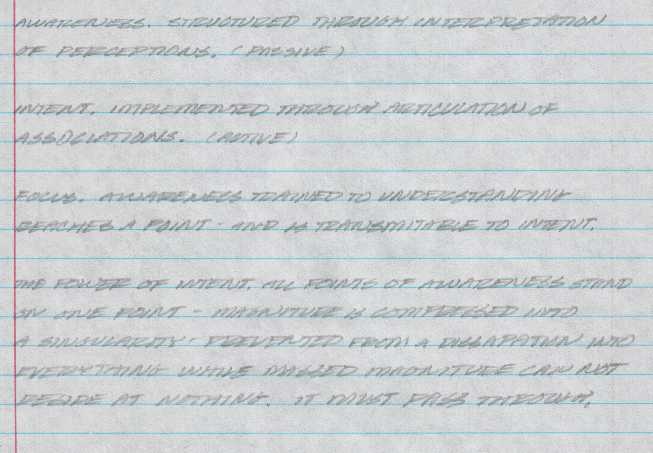 AWARENESS. STRUCTURED THROUGH INTERPRETATION
OF PERCEPTIONS. (PASSIVE)
INTENT. IMPLEMENTED THROUGH ARTICULATION OF
ASSOCIATIONS. (ACTIVE)
FOCUS. AWARENESS TRAINED TO UNDERSTANDING
REACHES A POINT - AND IS TRANSMITABLE TO INTENT.
THE POWER OF INTENT. ALL POINTS OF AWARENESS STAND
ON ONE POINT - MAGNITUDE IS COMPRESSED INTO
A SINGULARITY - PREVENTED FROM A DISSAPATION INTO
EVERYTHING WHILE MASSED MAGNITUDE CAN NOT
RESIDE AT NOTHING. IT MUST PASS THROUGH.